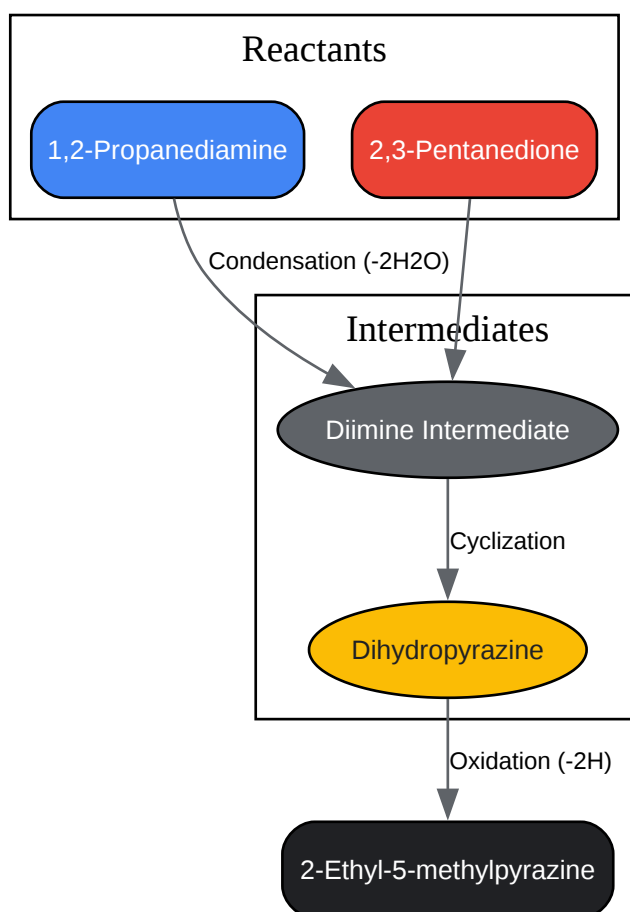 Reactants
1,2-Propanediamine
2,3-Pentanedione
Condensation (-2H2O)
Intermediates
Diimine Intermediate
Cyclization
Dihydropyrazine
Oxidation (-2H)
2-Ethyl-5-methylpyrazine